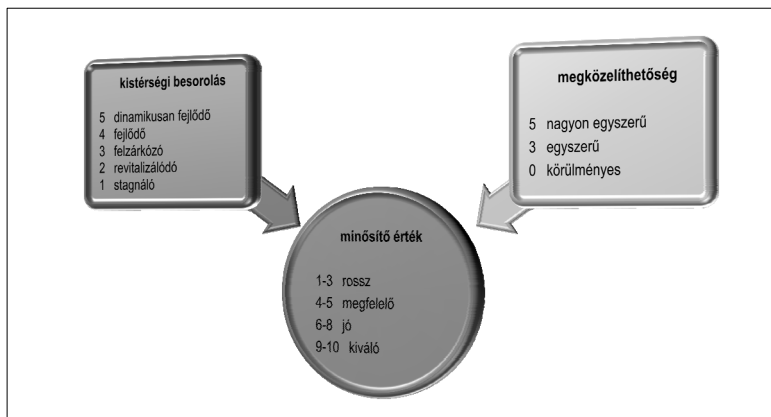 kistérségi besorolás
5 dinamikusan fejlődő
4 fejlődő
3 felzárkózó
2 revitalizálódó
1 stagnáló
megközelíthetőség
5 nagyon egyszerű
3 egyszerű
0 körülményes
minősítő érték
1-3 rossz
4-5 megfelelő
6-8 jó
9-10 kiváló